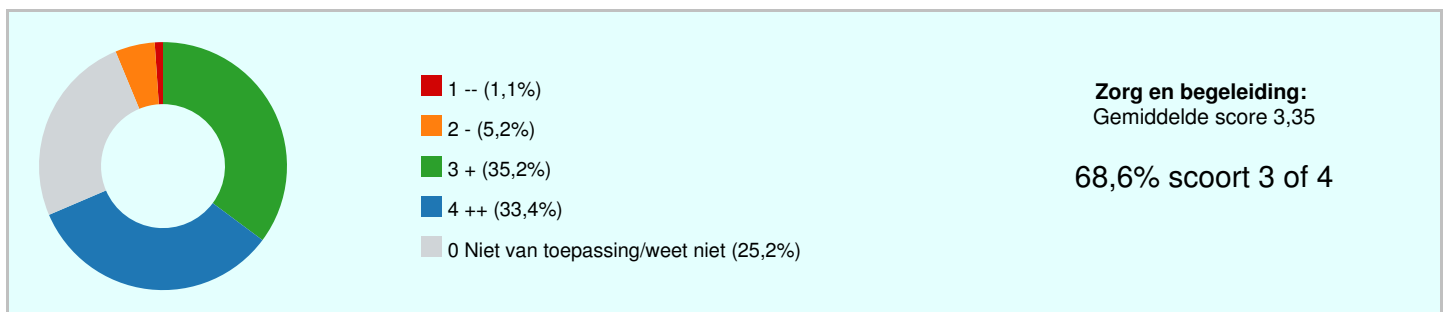 1 -- (1,1%)
2 - (5,2%)
3 + (35,2%)
4 ++ (33,4%)
0 Niet van toepassing/weet niet (25,2%)
Zorg en begeleiding:
Gemiddelde score 3,35
68,6% scoort 3 of 4